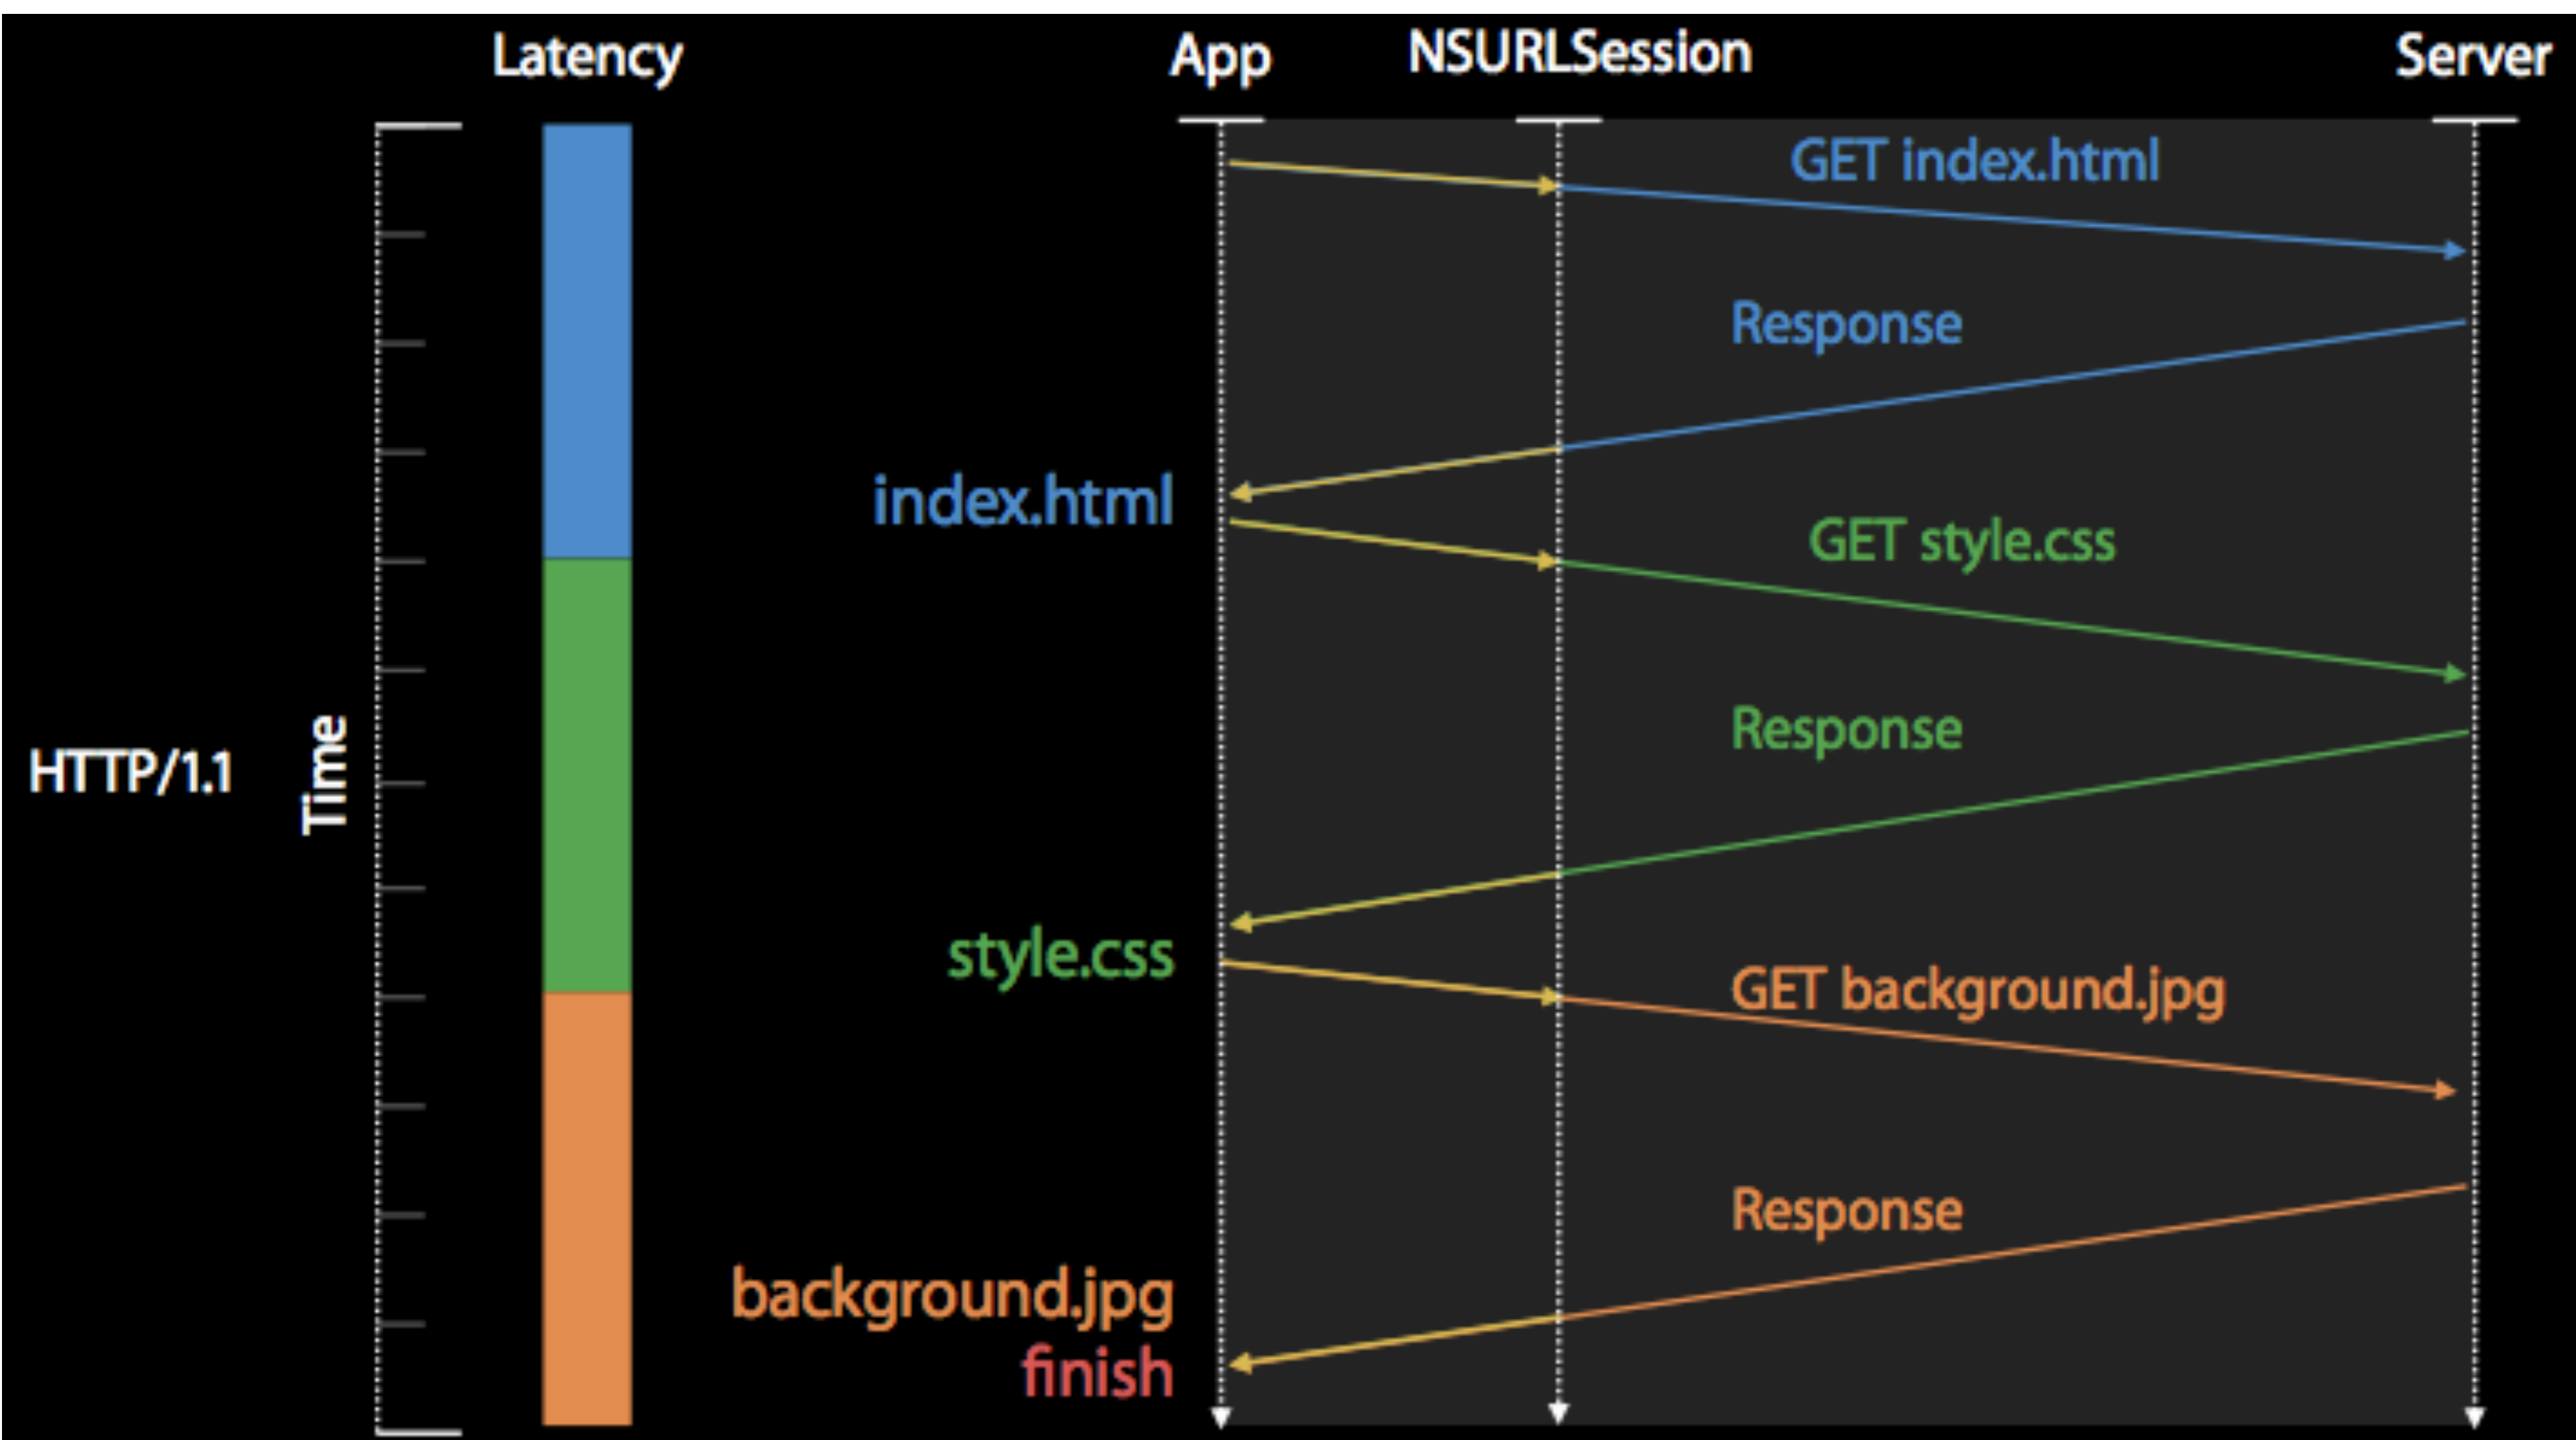 Latency
App
NSURLSession
Server
GET index.html
Response
index.html
GET style.css
Response
HTTP/1.1
Time
style.css
GET background.jpg
Response
background.jpg
finish